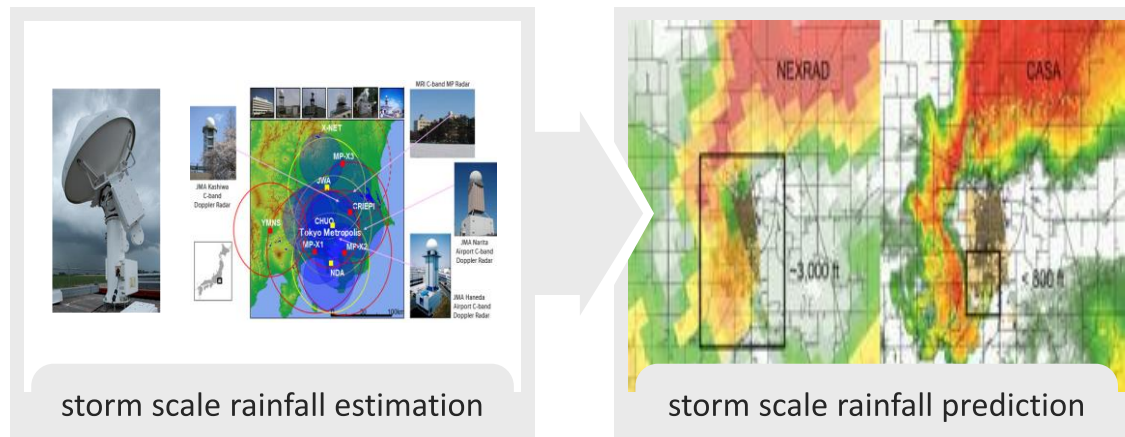 MRI C-band MP Radar
X-NET
MP-X3
JMA Kashiwa
C-band
Doppler Radar
JWA
CRIEPI
YMNS
CHUO
Tokyo Metropolis
MP-X1
MP-X2
NDA
JMA Narita
Airport C-band
Doppler Radar
JMA Haneda
Airport C-band
Doppler Radar
0
100km
storm scale rainfall estimation
NEXRAD
CASA
~3,000 ft
< 800 ft
storm scale rainfall prediction